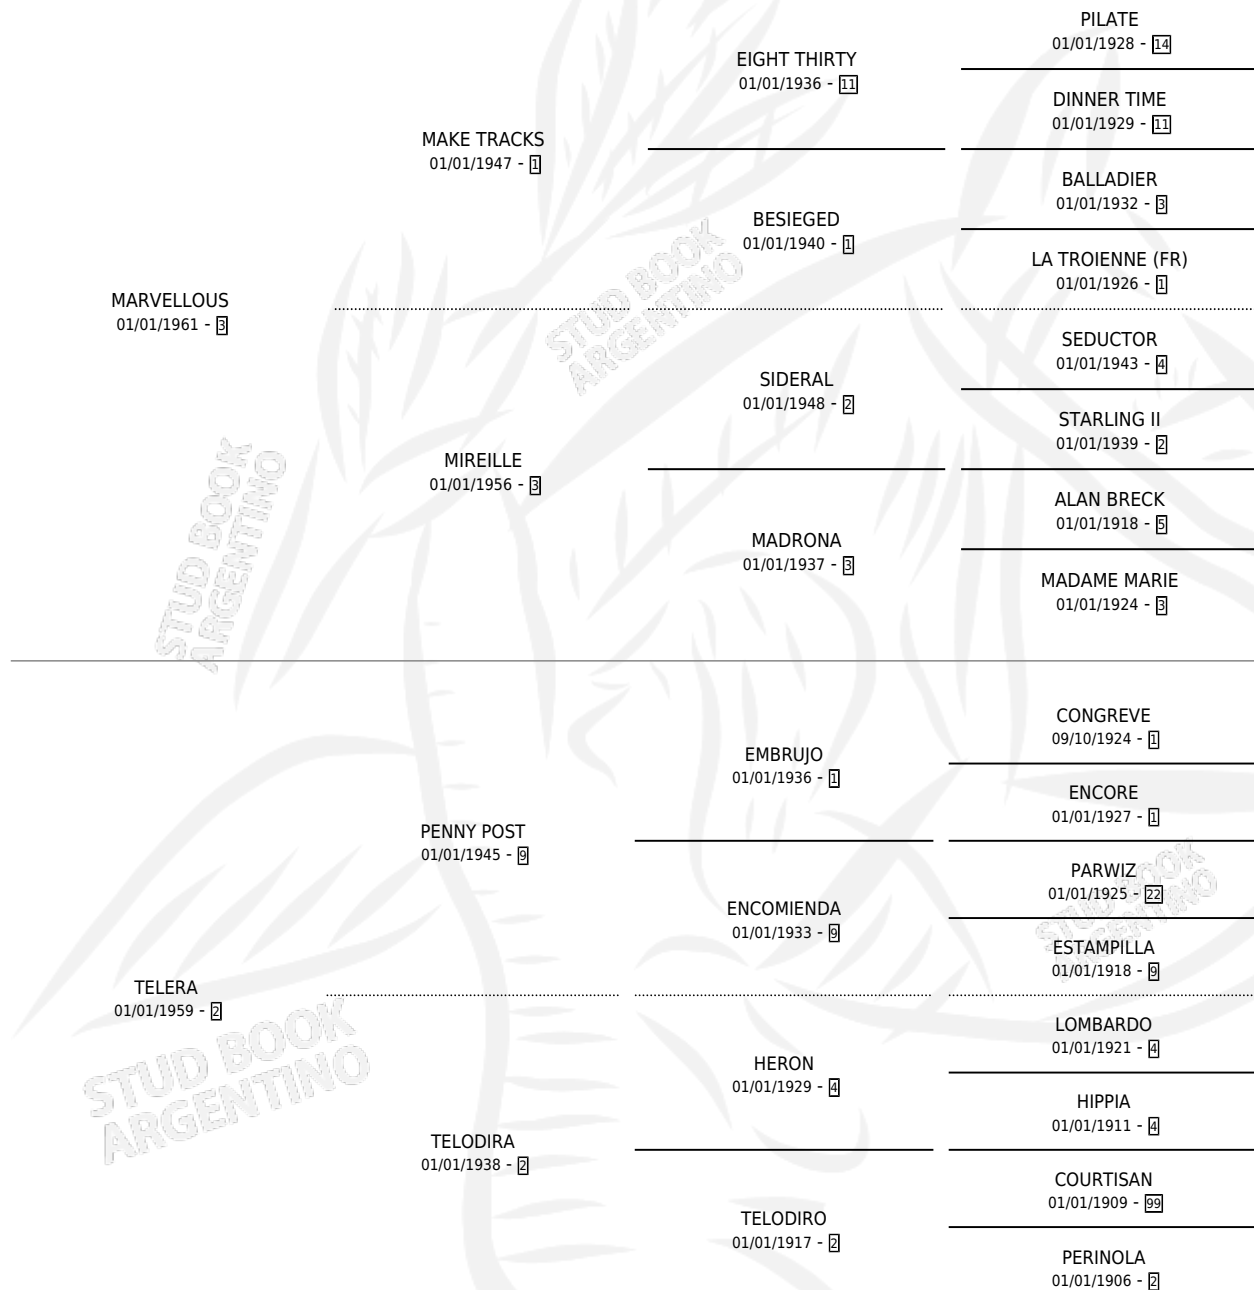 PILATE
01/01/1928 - 14
EIGHT THIRTY
01/01/1936 - 11
DINNER TIME
01/01/1929 - 11
MAKE TRACKS
01/01/1947 - 1
BALLADIER
01/01/1932 - 3
BESIEGED
01/01/1940 - 1
LA TROIENNE (FR)
01/01/1926 - 1
MARVELLOUS
01/01/1961 - 3
STUD BOOK
ARGENTINO
SEDUCTOR
01/01/1943 - 4
SIDERAL
01/01/1948 - 2
STARLING II
01/01/1939 - 2
MIREILLE
01/01/1956 - 3
ALAN BRECK
01/01/1918 - 5
MADRONA
01/01/1937 - 3
MADAME MARIE
01/01/1924 - 3
STUD BOOK
ARGENTINO
CONGREVE
09/10/1924 - 1
EMBRUJO
01/01/1936 - 1
ENCORE
01/01/1927 - 1
PENNY POST
01/01/1945 - 9
PARWIZ
01/01/1925 - 22
ENCOMIENDA
01/01/1933 - 9
STUD BOOK
ARGENTINO
ESTAMPILLA
01/01/1918 - 9
TELERA
01/01/1959 - 2
STUD BOOK
ARGENTINO
LOMBARDO
01/01/1921 - 4
HERON
01/01/1929 - 4
HIPPIA
01/01/1911 - 4
TELODIRA
01/01/1938 - 2
COURTISAN
01/01/1909 - 99
TELODIRO
01/01/1917 - 2
PERINOLA
01/01/1906 - 2